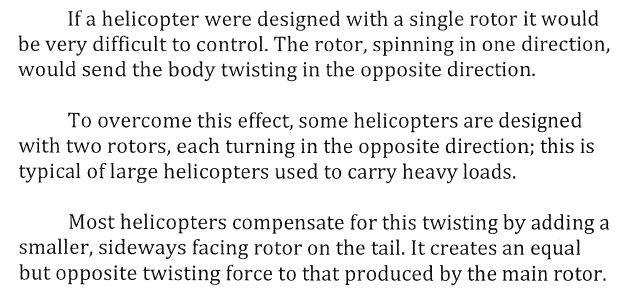 If a helicopter were designed with a single rotor it would
be very difficult to control. The rotor, spinning in one direction,
would send the body twisting in the opposite direction.
To overcome this effect, some helicopters are designed
with two rotors, each turning in the opposite direction; this is
typical of large helicopters used to carry heavy loads.
Most helicopters compensate for this twisting by adding a
smaller, sideways facing rotor on the tail. It creates an equal
but opposite twisting force to that produced by the main rotor.